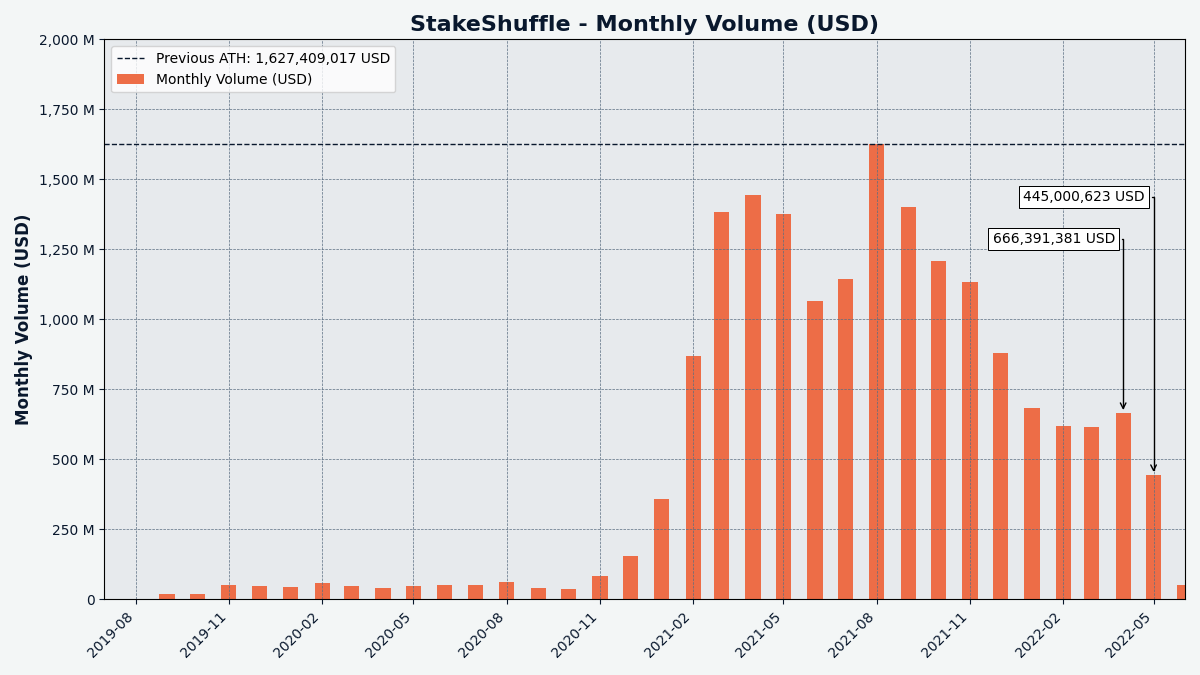 StakeShuffle - Monthly Volume (USD)
Previous ATH: 1,627,409,017 USD
Monthly Volume (USD)
Monthly Volume (USD)
2,000 M
1,750 M
1,500 M
1,250 M
1,000 M
750 M
500 M
250 M
0
445,000,623 USD
666,391,381 USD
2019-08
2019-11
2020-02
2020-05
2020-08
2020-11
2021-02
2021-05
2021-08
2021-11
2022-02
2022-05